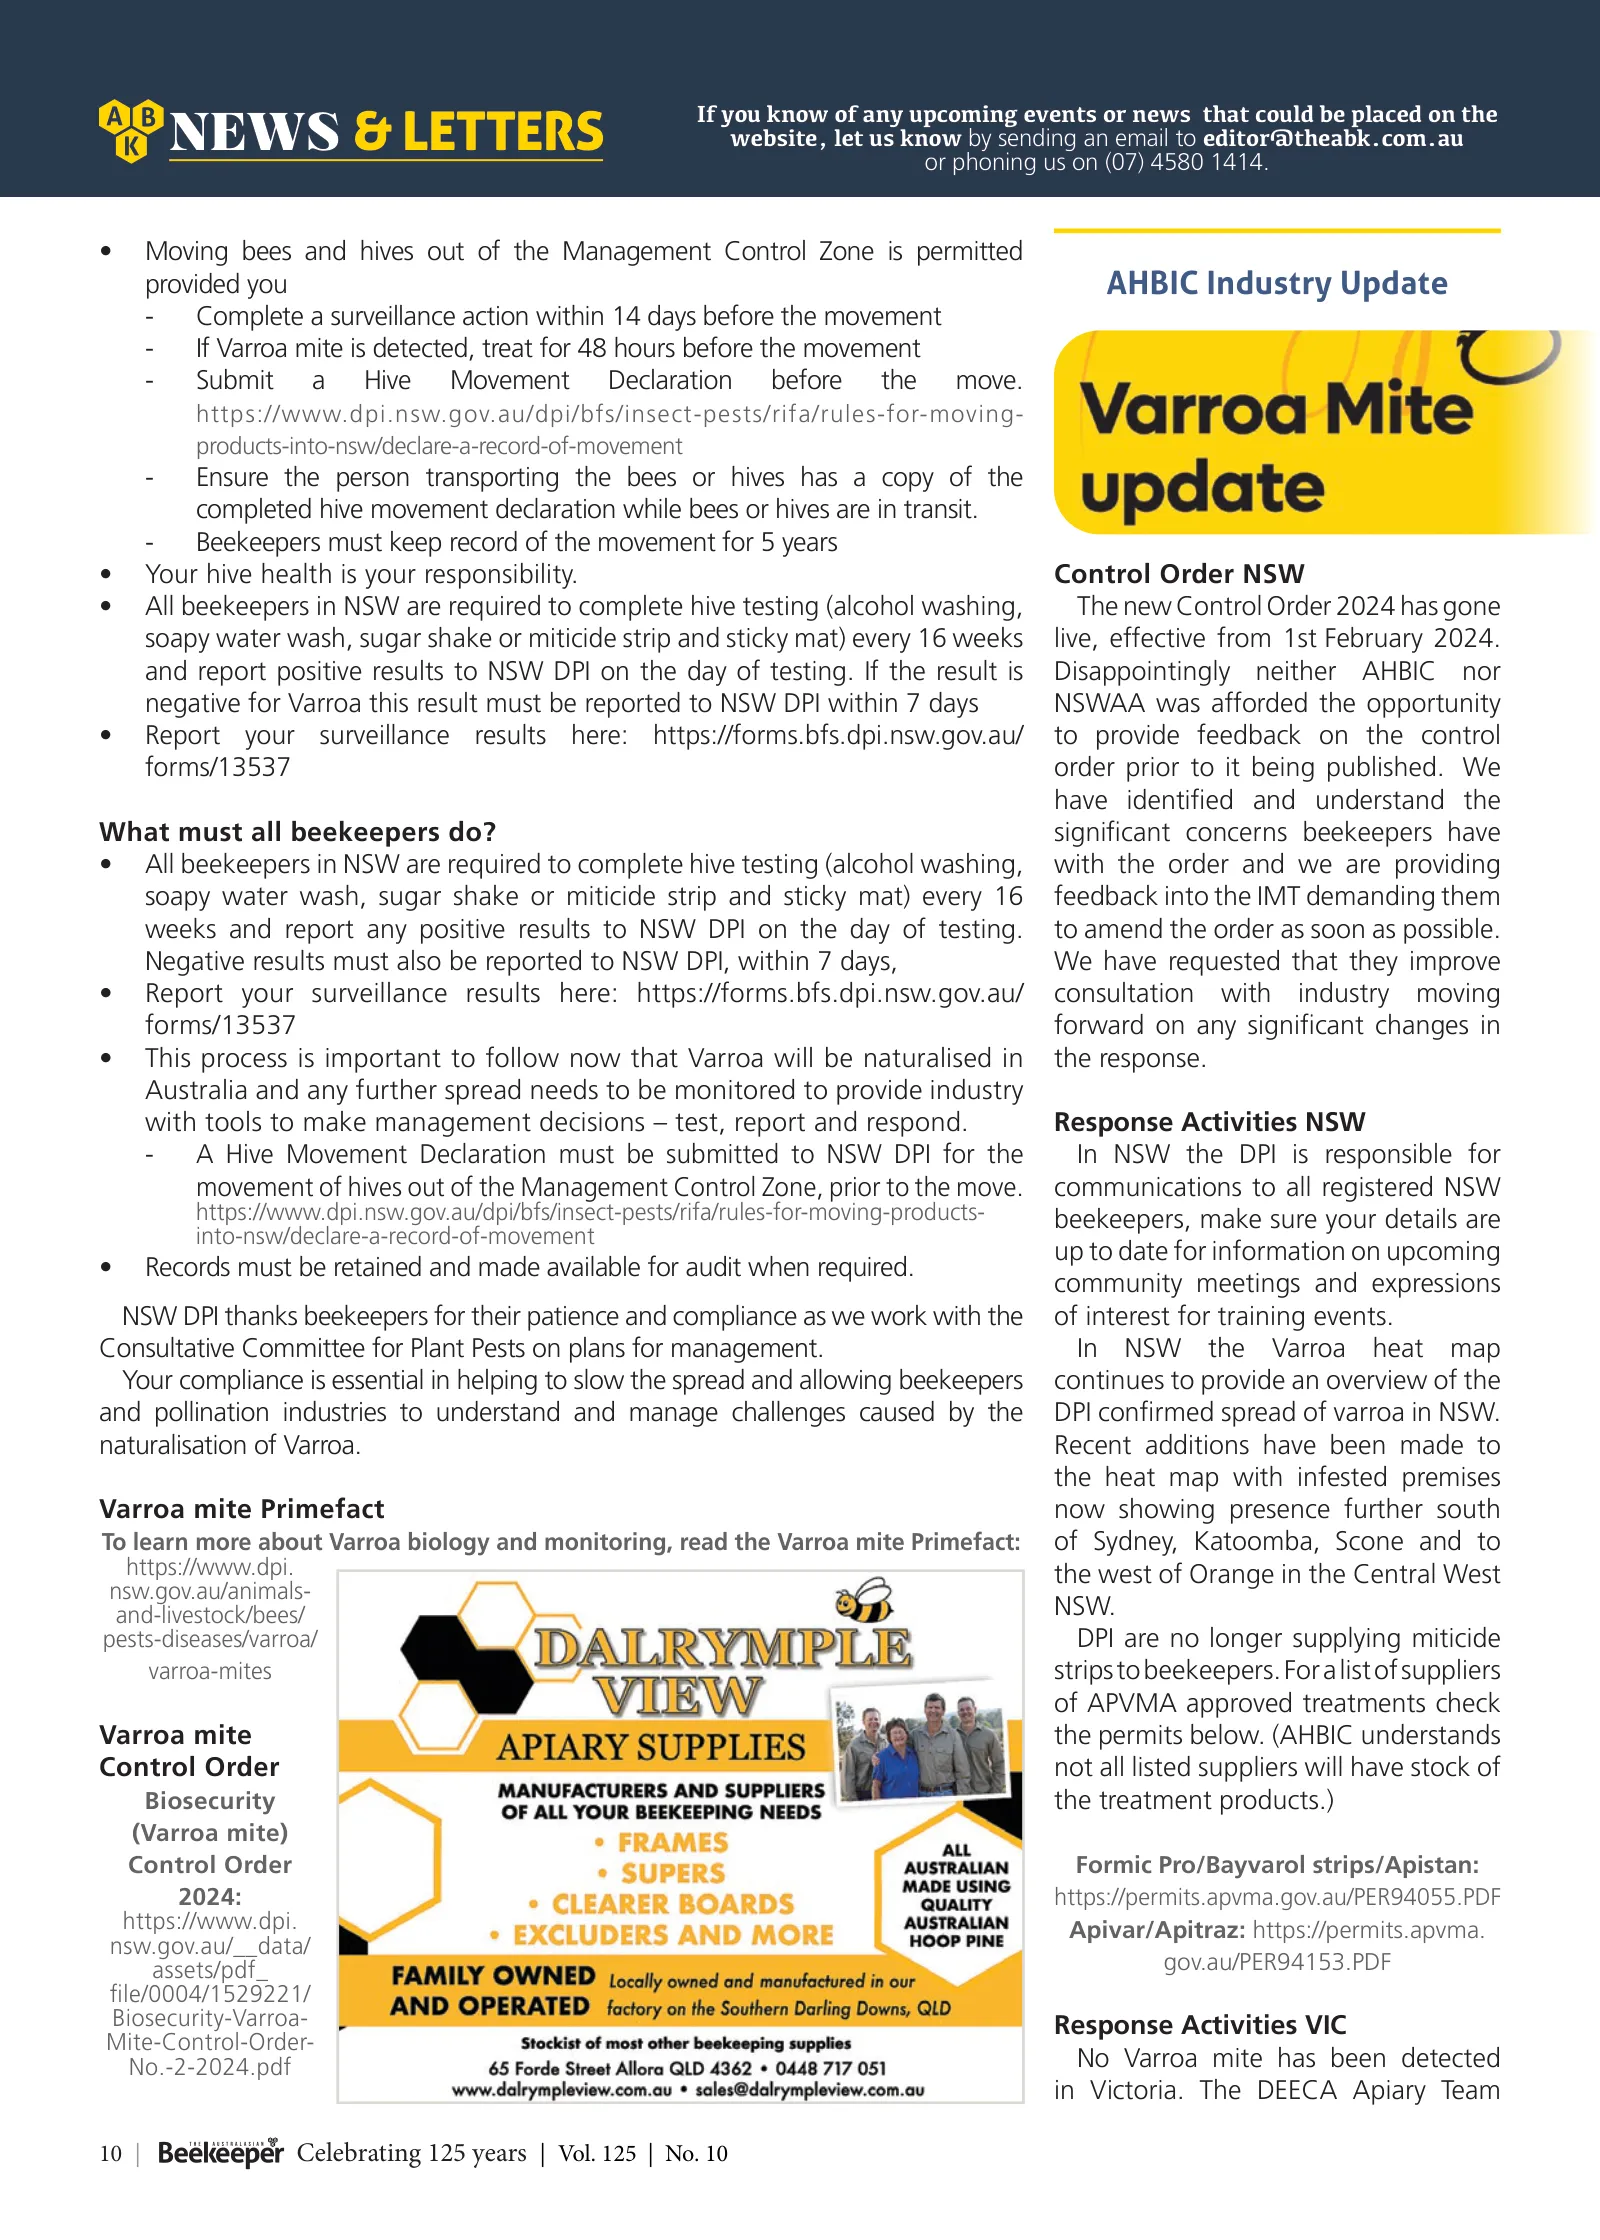 A B K
NEWS & LETTERS
If you know of any upcoming events or news that could be placed on the
website, let us know by sending an email to editor@theabk.com.au
or phoning us on (07) 4580 1414.
• Moving bees and hives out of the Management Control Zone is permitted
provided you
- Complete a surveillance action within 14 days before the movement
- If Varroa mite is detected, treat for 48 hours before the movement
- Submit a Hive Movement Declaration before the move.
https://www.dpi.nsw.gov.au/dpi/bfs/insect-pests/rifa/rules-for-moving-
products-into-nsw/declare-a-record-of-movement
- Ensure the person transporting the bees or hives has a copy of the
completed hive movement declaration while bees or hives are in transit.
- Beekeepers must keep record of the movement for 5 years
• Your hive health is your responsibility.
• All beekeepers in NSW are required to complete hive testing (alcohol washing,
soapy water wash, sugar shake or miticide strip and sticky mat) every 16 weeks
and report positive results to NSW DPI on the day of testing. If the result is
negative for Varroa this result must be reported to NSW DPI within 7 days
• Report your surveillance results here: https://forms.bfs.dpi.nsw.gov.au/
forms/13537
What must all beekeepers do?
• All beekeepers in NSW are required to complete hive testing (alcohol washing,
soapy water wash, sugar shake or miticide strip and sticky mat) every 16
weeks and report any positive results to NSW DPI on the day of testing.
Negative results must also be reported to NSW DPI, within 7 days,
• Report your surveillance results here: https://forms.bfs.dpi.nsw.gov.au/
forms/13537
• This process is important to follow now that Varroa will be naturalised in
Australia and any further spread needs to be monitored to provide industry
with tools to make management decisions – test, report and respond.
- A Hive Movement Declaration must be submitted to NSW DPI for the
movement of hives out of the Management Control Zone, prior to the move.
https://www.dpi.nsw.gov.au/dpi/bfs/insect-pests/rifa/rules-for-moving-products-
into-nsw/declare-a-record-of-movement
• Records must be retained and made available for audit when required.
NSW DPI thanks beekeepers for their patience and compliance as we work with the
Consultative Committee for Plant Pests on plans for management.
Your compliance is essential in helping to slow the spread and allowing beekeepers
and pollination industries to understand and manage challenges caused by the
naturalisation of Varroa.
Varroa mite Primefact
To learn more about Varroa biology and monitoring, read the Varroa mite Primefact:
https://www.dpi.
nsw.gov.au/animals-
and-livestock/bees/
pests-diseases/varroa/
varroa-mites
Varroa mite
Control Order
Biosecurity
(Varroa mite)
Control Order
2024:
https://www.dpi.
nsw.gov.au/__data/
assets/pdf_
file/0004/1529221/
Biosecurity-Varroa-
Mite-Control-Order-
No.-2-2024.pdf
DALRYMPLE
VIEW
APIARY SUPPLIES
MANUFACTURERS AND SUPPLIERS
OF ALL YOUR BEEKEEPING NEEDS
• FRAMES
• SUPERS
• CLEARER BOARDS
• EXCLUDERS AND MORE
ALL
AUSTRALIAN
MADE USING
QUALITY
AUSTRALIAN
HOOP PINE
FAMILY OWNED
AND OPERATED
Locally owned and manufactured in our
factory on the Southern Darling Downs, QLD
Stockist of most other beekeeping supplies
65 Forde Street Allora QLD 4362 • 0448 717 051
www.dalrympleview.com.au • sales@dalrympleview.com.au
AHBIC Industry Update
Varroa Mite
update
Control Order NSW
The new Control Order 2024 has gone
live, effective from 1st February 2024.
Disappointingly neither AHBIC nor
NSWAA was afforded the opportunity
to provide feedback on the control
order prior to it being published. We
have identified and understand the
significant concerns beekeepers have
with the order and we are providing
feedback into the IMT demanding them
to amend the order as soon as possible.
We have requested that they improve
consultation with industry moving
forward on any significant changes in
the response.
Response Activities NSW
In NSW the DPI is responsible for
communications to all registered NSW
beekeepers, make sure your details are
up to date for information on upcoming
community meetings and expressions
of interest for training events.
In NSW the Varroa heat map
continues to provide an overview of the
DPI confirmed spread of varroa in NSW.
Recent additions have been made to
the heat map with infested premises
now showing presence further south
of Sydney, Katoomba, Scone and to
the west of Orange in the Central West
NSW.
DPI are no longer supplying miticide
strips to beekeepers. For a list of suppliers
of APVMA approved treatments check
the permits below. (AHBIC understands
not all listed suppliers will have stock of
the treatment products.)
Formic Pro/Bayvarol strips/Apistan:
https://permits.apvma.gov.au/PER94055.PDF
Apivar/Apitraz: https://permits.apvma.
gov.au/PER94153.PDF
Response Activities VIC
No Varroa mite has been detected
in Victoria. The DEECA Apiary Team
10 | THE AUSTRALASIAN Beekeeper Celebrating 125 years | Vol. 125 | No. 10